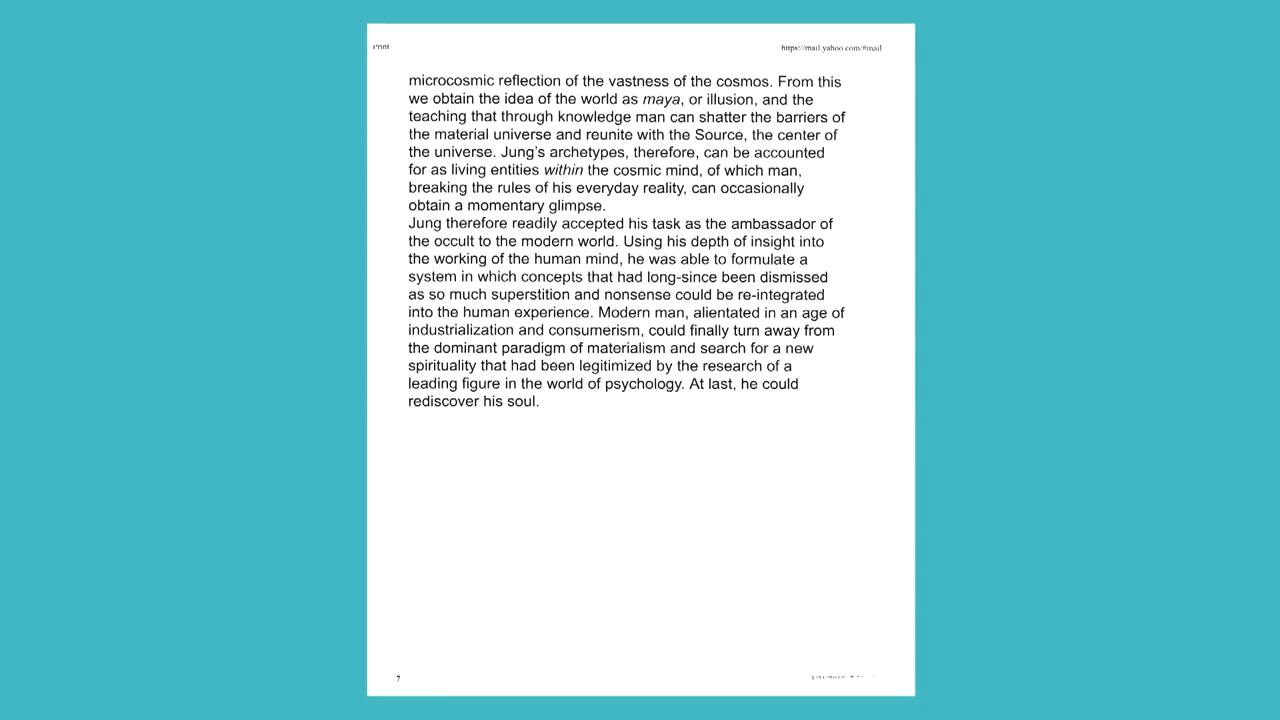 Print
https://mail.yahoo.com/#mail
microcosmic reflection of the vastness of the cosmos. From this
we obtain the idea of the world as maya, or illusion, and the
teaching that through knowledge man can shatter the barriers of
the material universe and reunite with the Source, the center of
the universe. Jung's archetypes, therefore, can be accounted
for as living entities within the cosmic mind, of which man,
breaking the rules of his everyday reality, can occasionally
obtain a momentary glimpse.
Jung therefore readily accepted his task as the ambassador of
the occult to the modern world. Using his depth of insight into
the working of the human mind, he was able to formulate a
system in which concepts that had long-since been dismissed
as so much superstition and nonsense could be re-integrated
into the human experience. Modern man, alientated in an age of
industrialization and consumerism, could finally turn away from
the dominant paradigm of materialism and search for a new
spirituality that had been legitimized by the research of a
leading figure in the world of psychology. At last, he could
rediscover his soul.
7